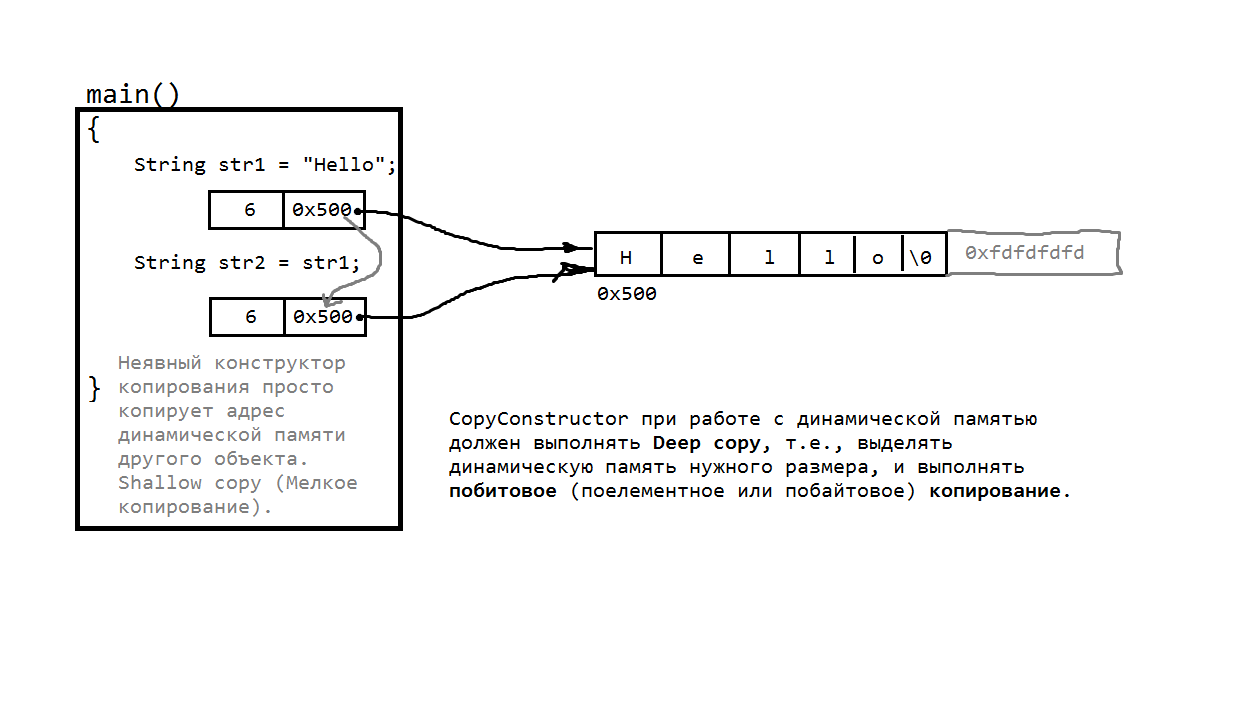 main()
{
String str1 = "Hello";
6 0x500
String str2 = str1;
6 0x500
H e l l o \0 0xfdfdfdfd
0x500
Неявный конструктор
копирования просто
копирует адрес
динамической памяти
другого объекта.
Shallow copy (Мелкое
копирование).
}
CopyConstructor при работе с динамической памятью
должен выполнять Deep copy, т.е., выделять
динамическую память нужного размера, и выполнять
побитовое (поелементное или побайтовое) копирование.